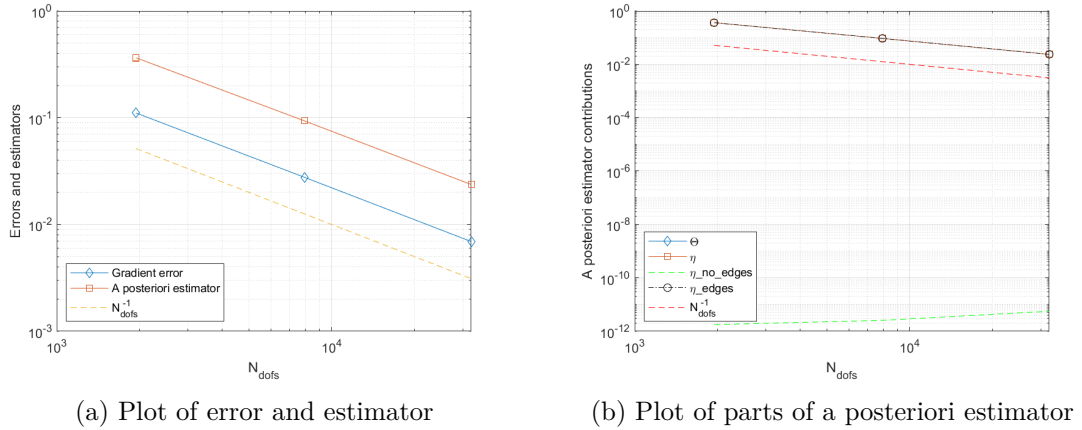 10^0
10^-1
10^-2
10^-3
Errors and estimators
Gradient error
A posteriori estimator
N_dofs^-1
10^3
10^4
N_dofs
(a) Plot of error and estimator
10^0
10^-2
10^-4
10^-6
10^-8
10^-10
10^-12
A posteriori estimator contributions
Θ
η
η_no_edges
η_edges
N_dofs^-1
10^3
10^4
N_dofs
(b) Plot of parts of a posteriori estimator